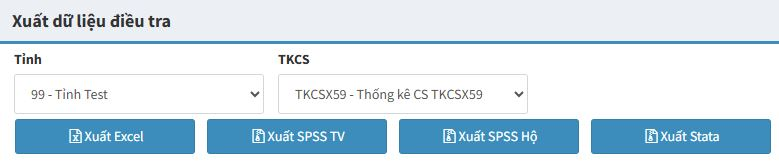 Xuất dữ liệu điều tra
Tỉnh TKCS
99 - Tỉnh Test TKCSX59 - Thống kê CS TKCSX59
Xuất Excel Xuất SPSS TV Xuất SPSS Hộ Xuất Stata